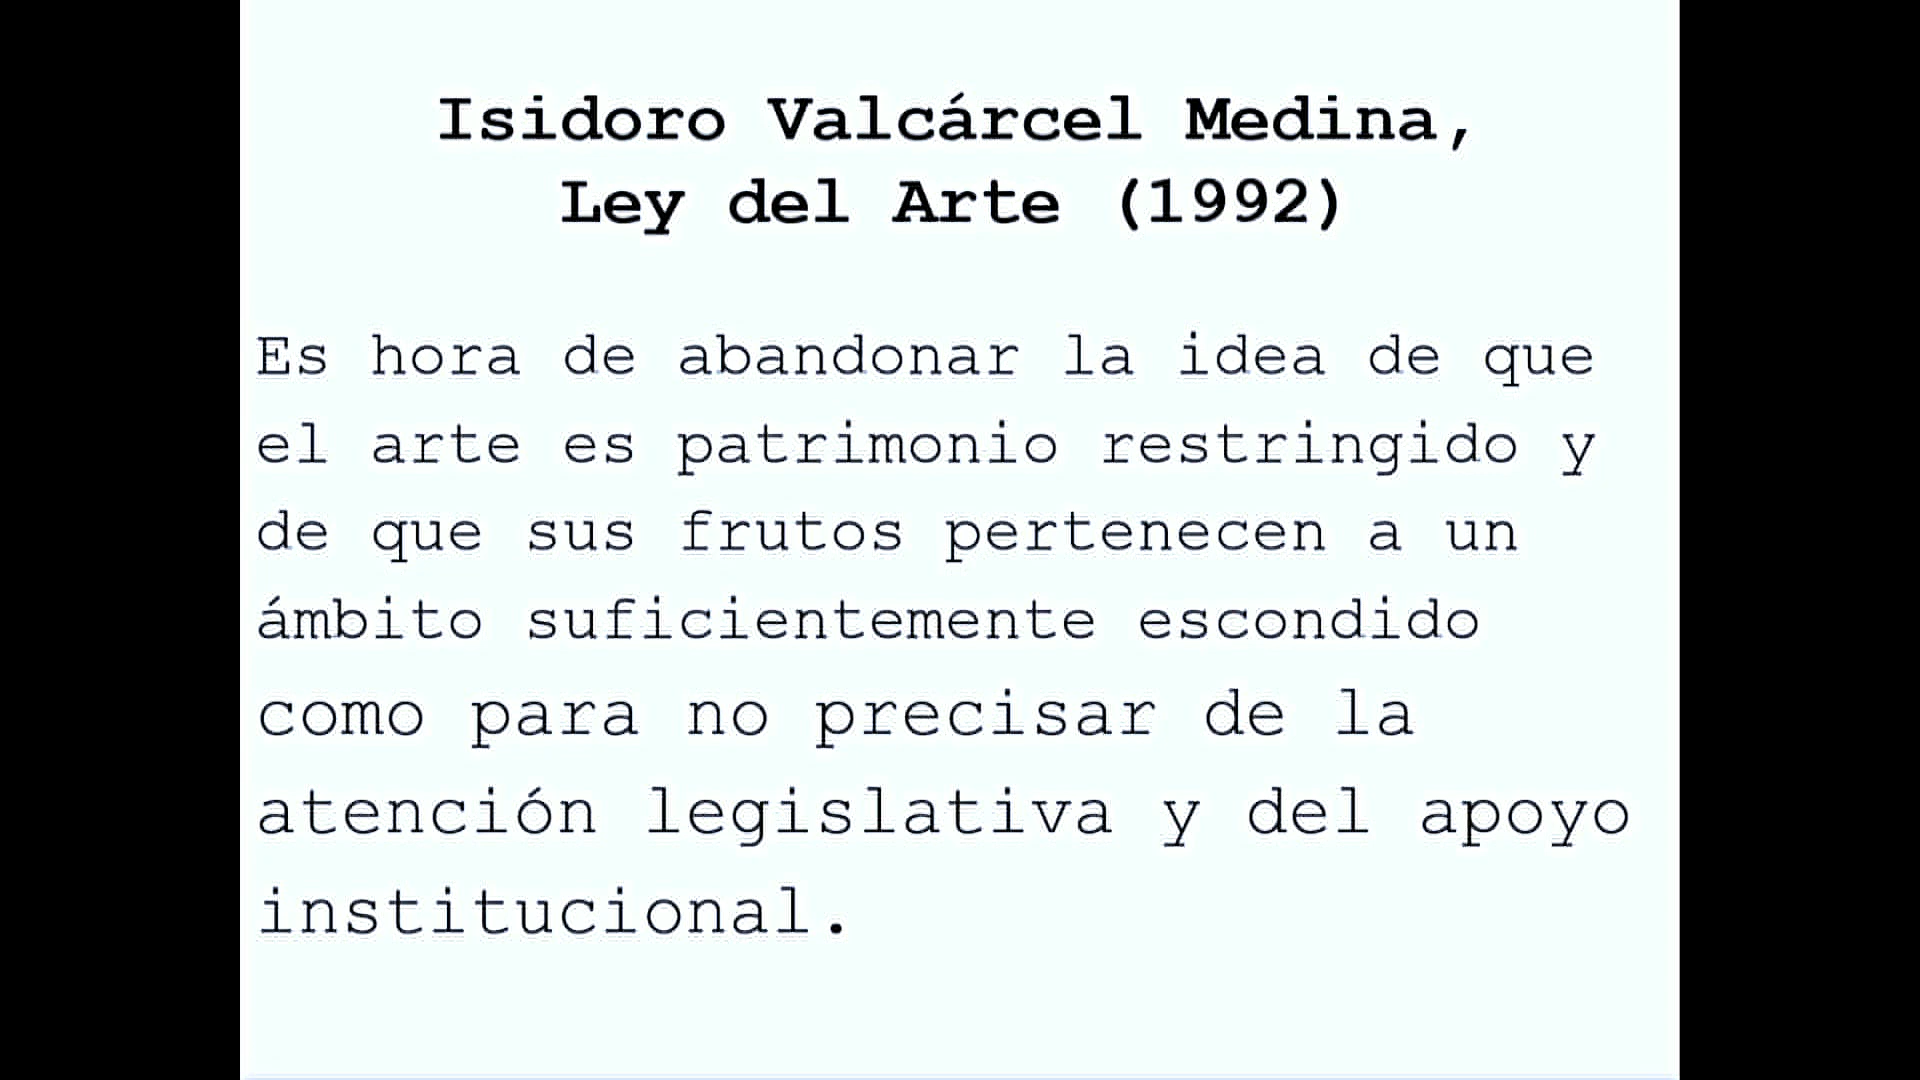 Isidoro Valcárcel Medina,
Ley del Arte (1992)
Es hora de abandonar la idea de que
el arte es patrimonio restringido y
de que sus frutos pertenecen a un
ámbito suficientemente escondido
como para no precisar de la
atención legislativa y del apoyo
institucional.